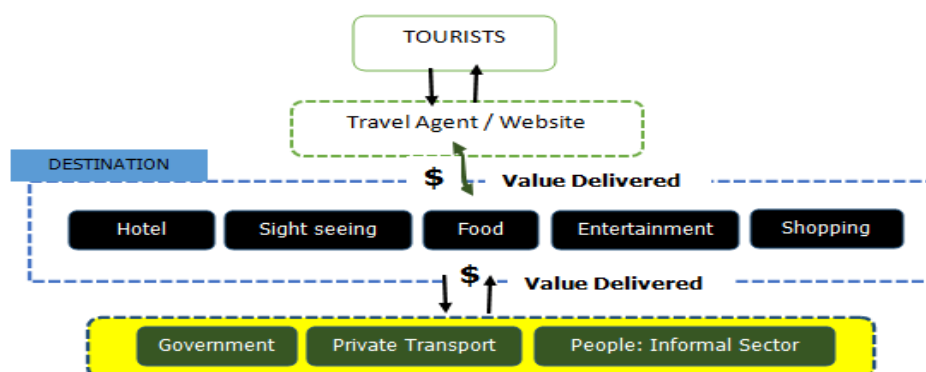 TOURISTS
Travel Agent / Website
DESTINATION
$ Value Delivered
Hotel Sight seeing Food Entertainment Shopping
$ Value Delivered
Government Private Transport People: Informal Sector